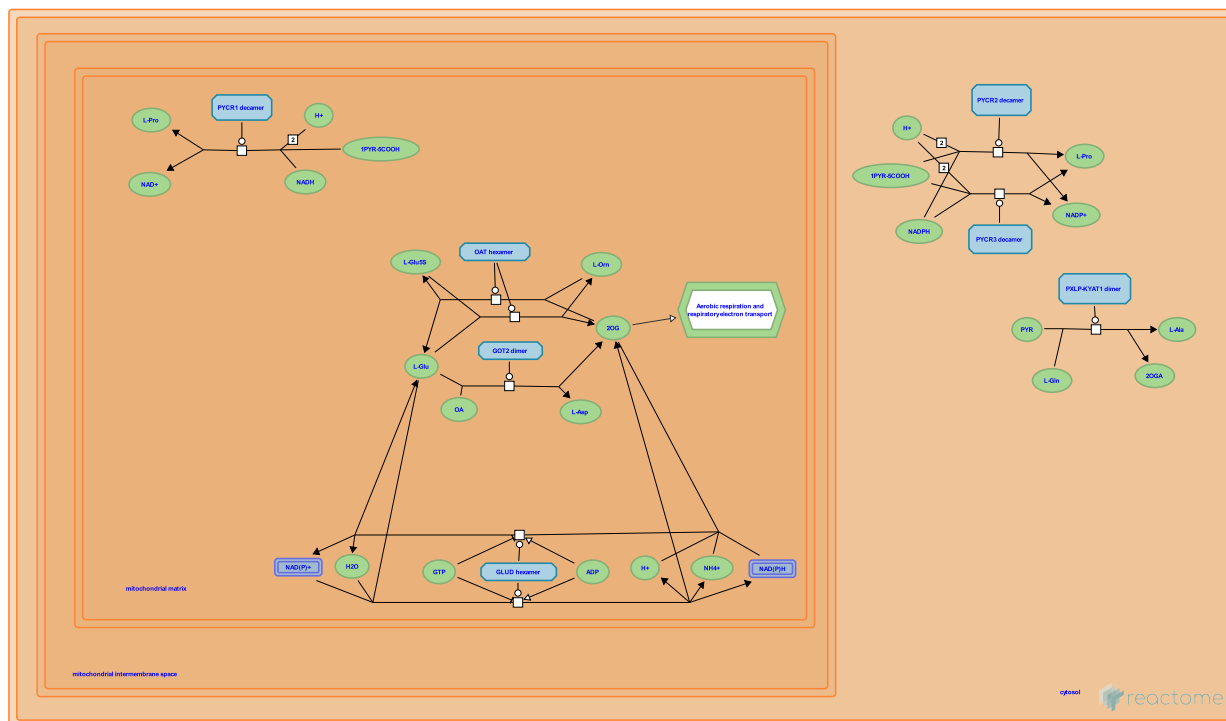 PYCR1 decamer
L-Pro
H+
2
1PYR-5COOH
NAD+
NADH
PYCR2 decamer
H+
2
L-Pro
2
1PYR-5COOH
NADP+
NADPH
PYCR3 decamer
OAT hexamer
L-Glu5S
L-Orn
Aerobic respiration and
respiratory electron transport
2OG
GOT2 dimer
L-Glu
OA
L-Asp
PXLP-KYAT1 dimer
PYR
L-Ala
L-Gln
2OGA
NAD(P)+
H2O
GTP
GLUD hexamer
ADP
H+
NH4+
NAD(P)H
mitochondrial matrix
mitochondrial intermembrane space
cytosol
reactome